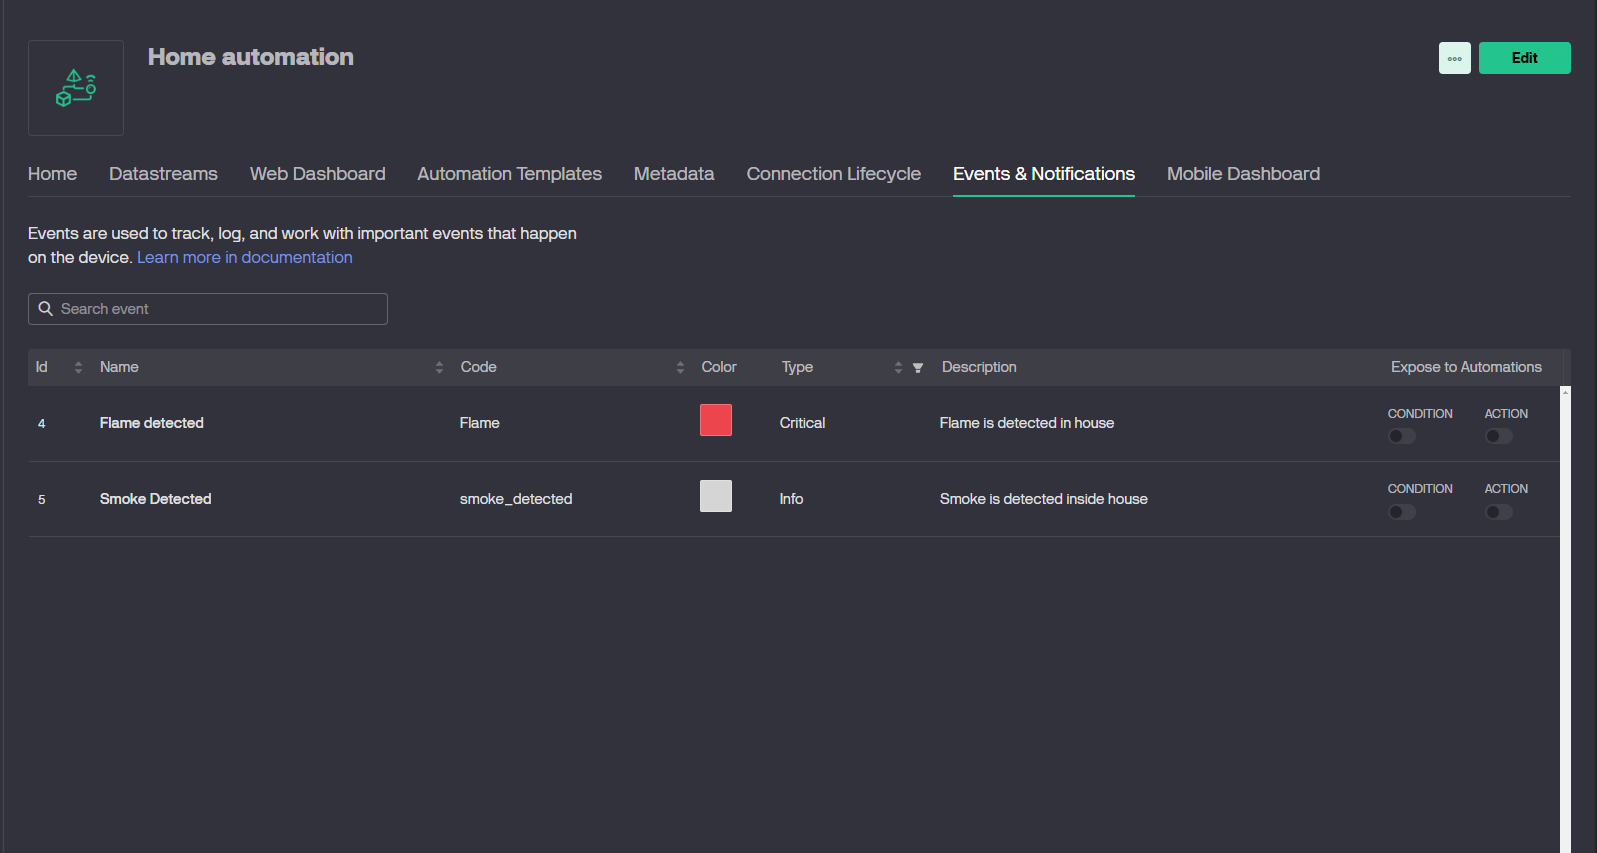 Home automation
Edit
Home Datastreams Web Dashboard Automation Templates Metadata Connection Lifecycle Events & Notifications Mobile Dashboard
Events are used to track, log, and work with important events that happen
on the device. Learn more in documentation
Search event
Id Name Code Color Type Description Expose to Automations
4 Flame detected Flame Critical Flame is detected in house CONDITION ACTION
5 Smoke Detected smoke_detected Info Smoke is detected inside house CONDITION ACTION